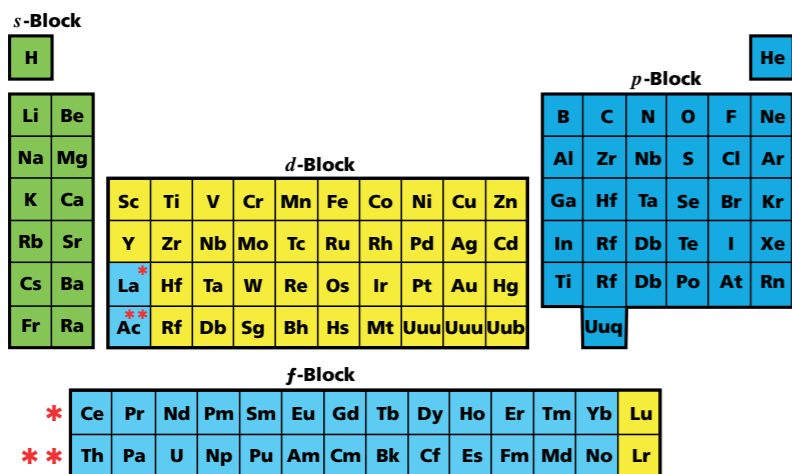 s-Block
H He
p-Block
Li Be B C N O F Ne
Na Mg Al Zr Nb S Cl Ar
d-Block
K Ca Sc Ti V Cr Mn Fe Co Ni Cu Zn Ga Hf Ta Se Br Kr
Rb Sr Y Zr Nb Mo Tc Ru Rh Pd Ag Cd In Rf Db Te I Xe
Cs Ba La* Hf Ta W Re Os Ir Pt Au Hg Ti Rf Db Po At Rn
Fr Ra Ac** Rf Db Sg Bh Hs Mt Uuu Uuu Uub Uuq
f-Block
* Ce Pr Nd Pm Sm Eu Gd Tb Dy Ho Er Tm Yb Lu
** Th Pa U Np Pu Am Cm Bk Cf Es Fm Md No Lr